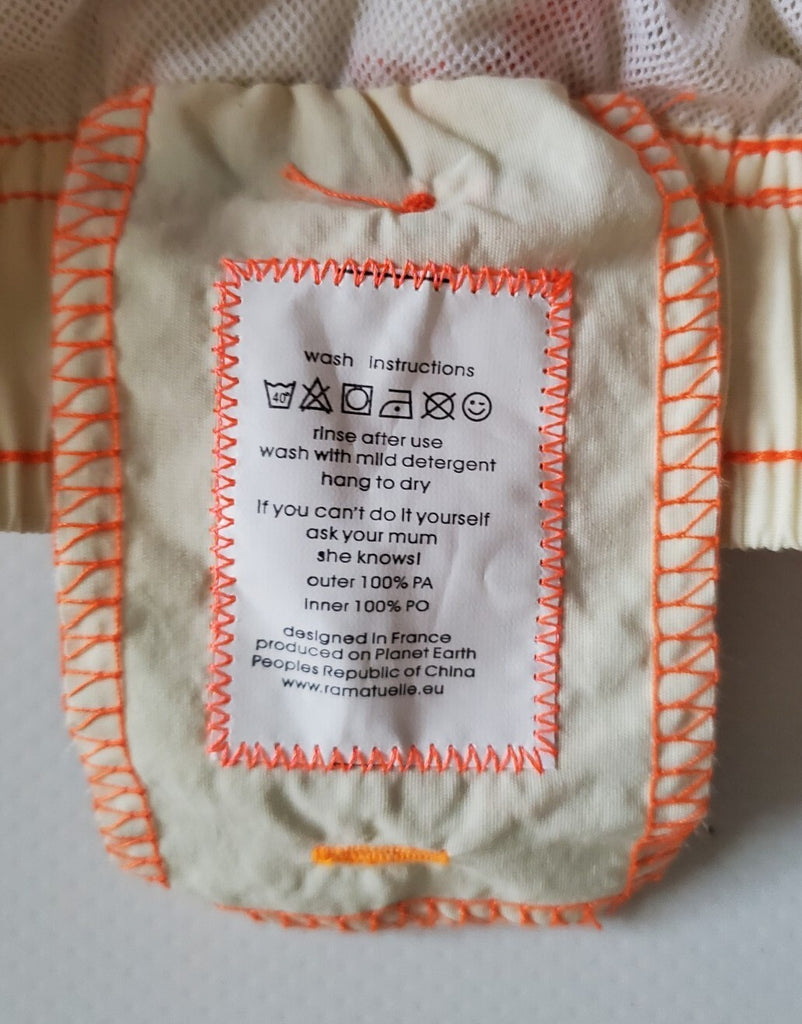 wash instructions
40°
rinse after use
wash with mild detergent
hang to dry
If you can't do it yourself
ask your mum
she knows!
outer 100% PA
inner 100% PO
designed in France
produced on Planet Earth
Peoples Republic of China
www.ramatuelle.eu